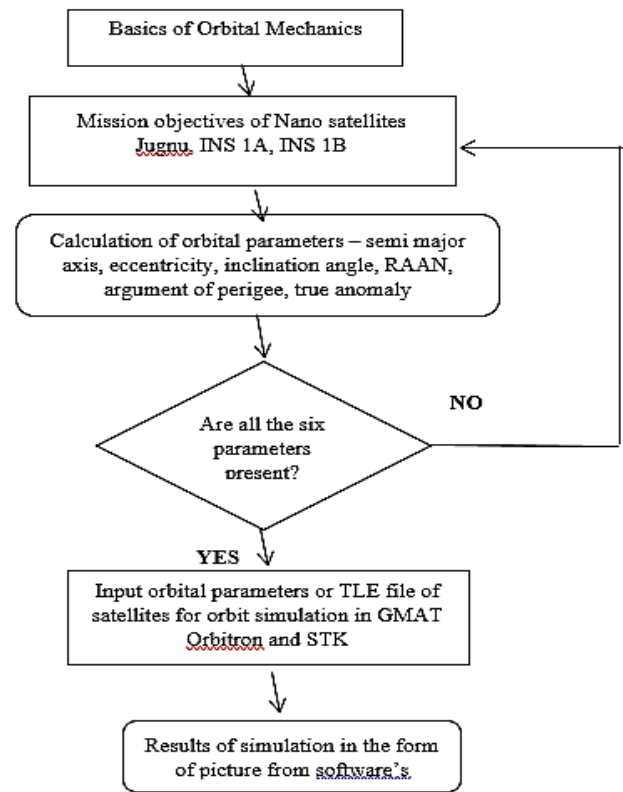 Basics of Orbital Mechanics
Mission objectives of Nano satellites
Jugnu, INS 1A, INS 1B
Calculation of orbital parameters – semi major
axis, eccentricity, inclination angle, RAAN,
argument of perigee, true anomaly
Are all the six
parameters
present?
NO
YES
Input orbital parameters or TLE file of
satellites for orbit simulation in GMAT
Orbitron and STK
Results of simulation in the form
of picture from software's